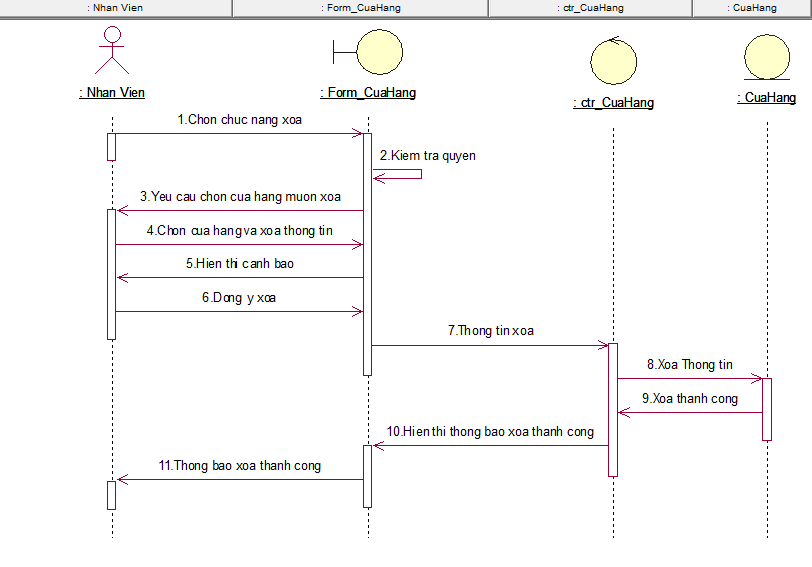 : Nhan Vien
: Form_CuaHang
: ctr_CuaHang
: CuaHang
: Nhan Vien
: Form_CuaHang
: ctr_CuaHang
: CuaHang
1.Chon chuc nang xoa
2.Kiem tra quyen
3.Yeu cau chon cua hang muon xoa
4.Chon cua hang va xoa thong tin
5.Hien thi canh bao
6.Dong y xoa
7.Thong tin xoa
8.Xoa Thong tin
9.Xoa thanh cong
10.Hien thi thong bao xoa thanh cong
11.Thong bao xoa thanh cong